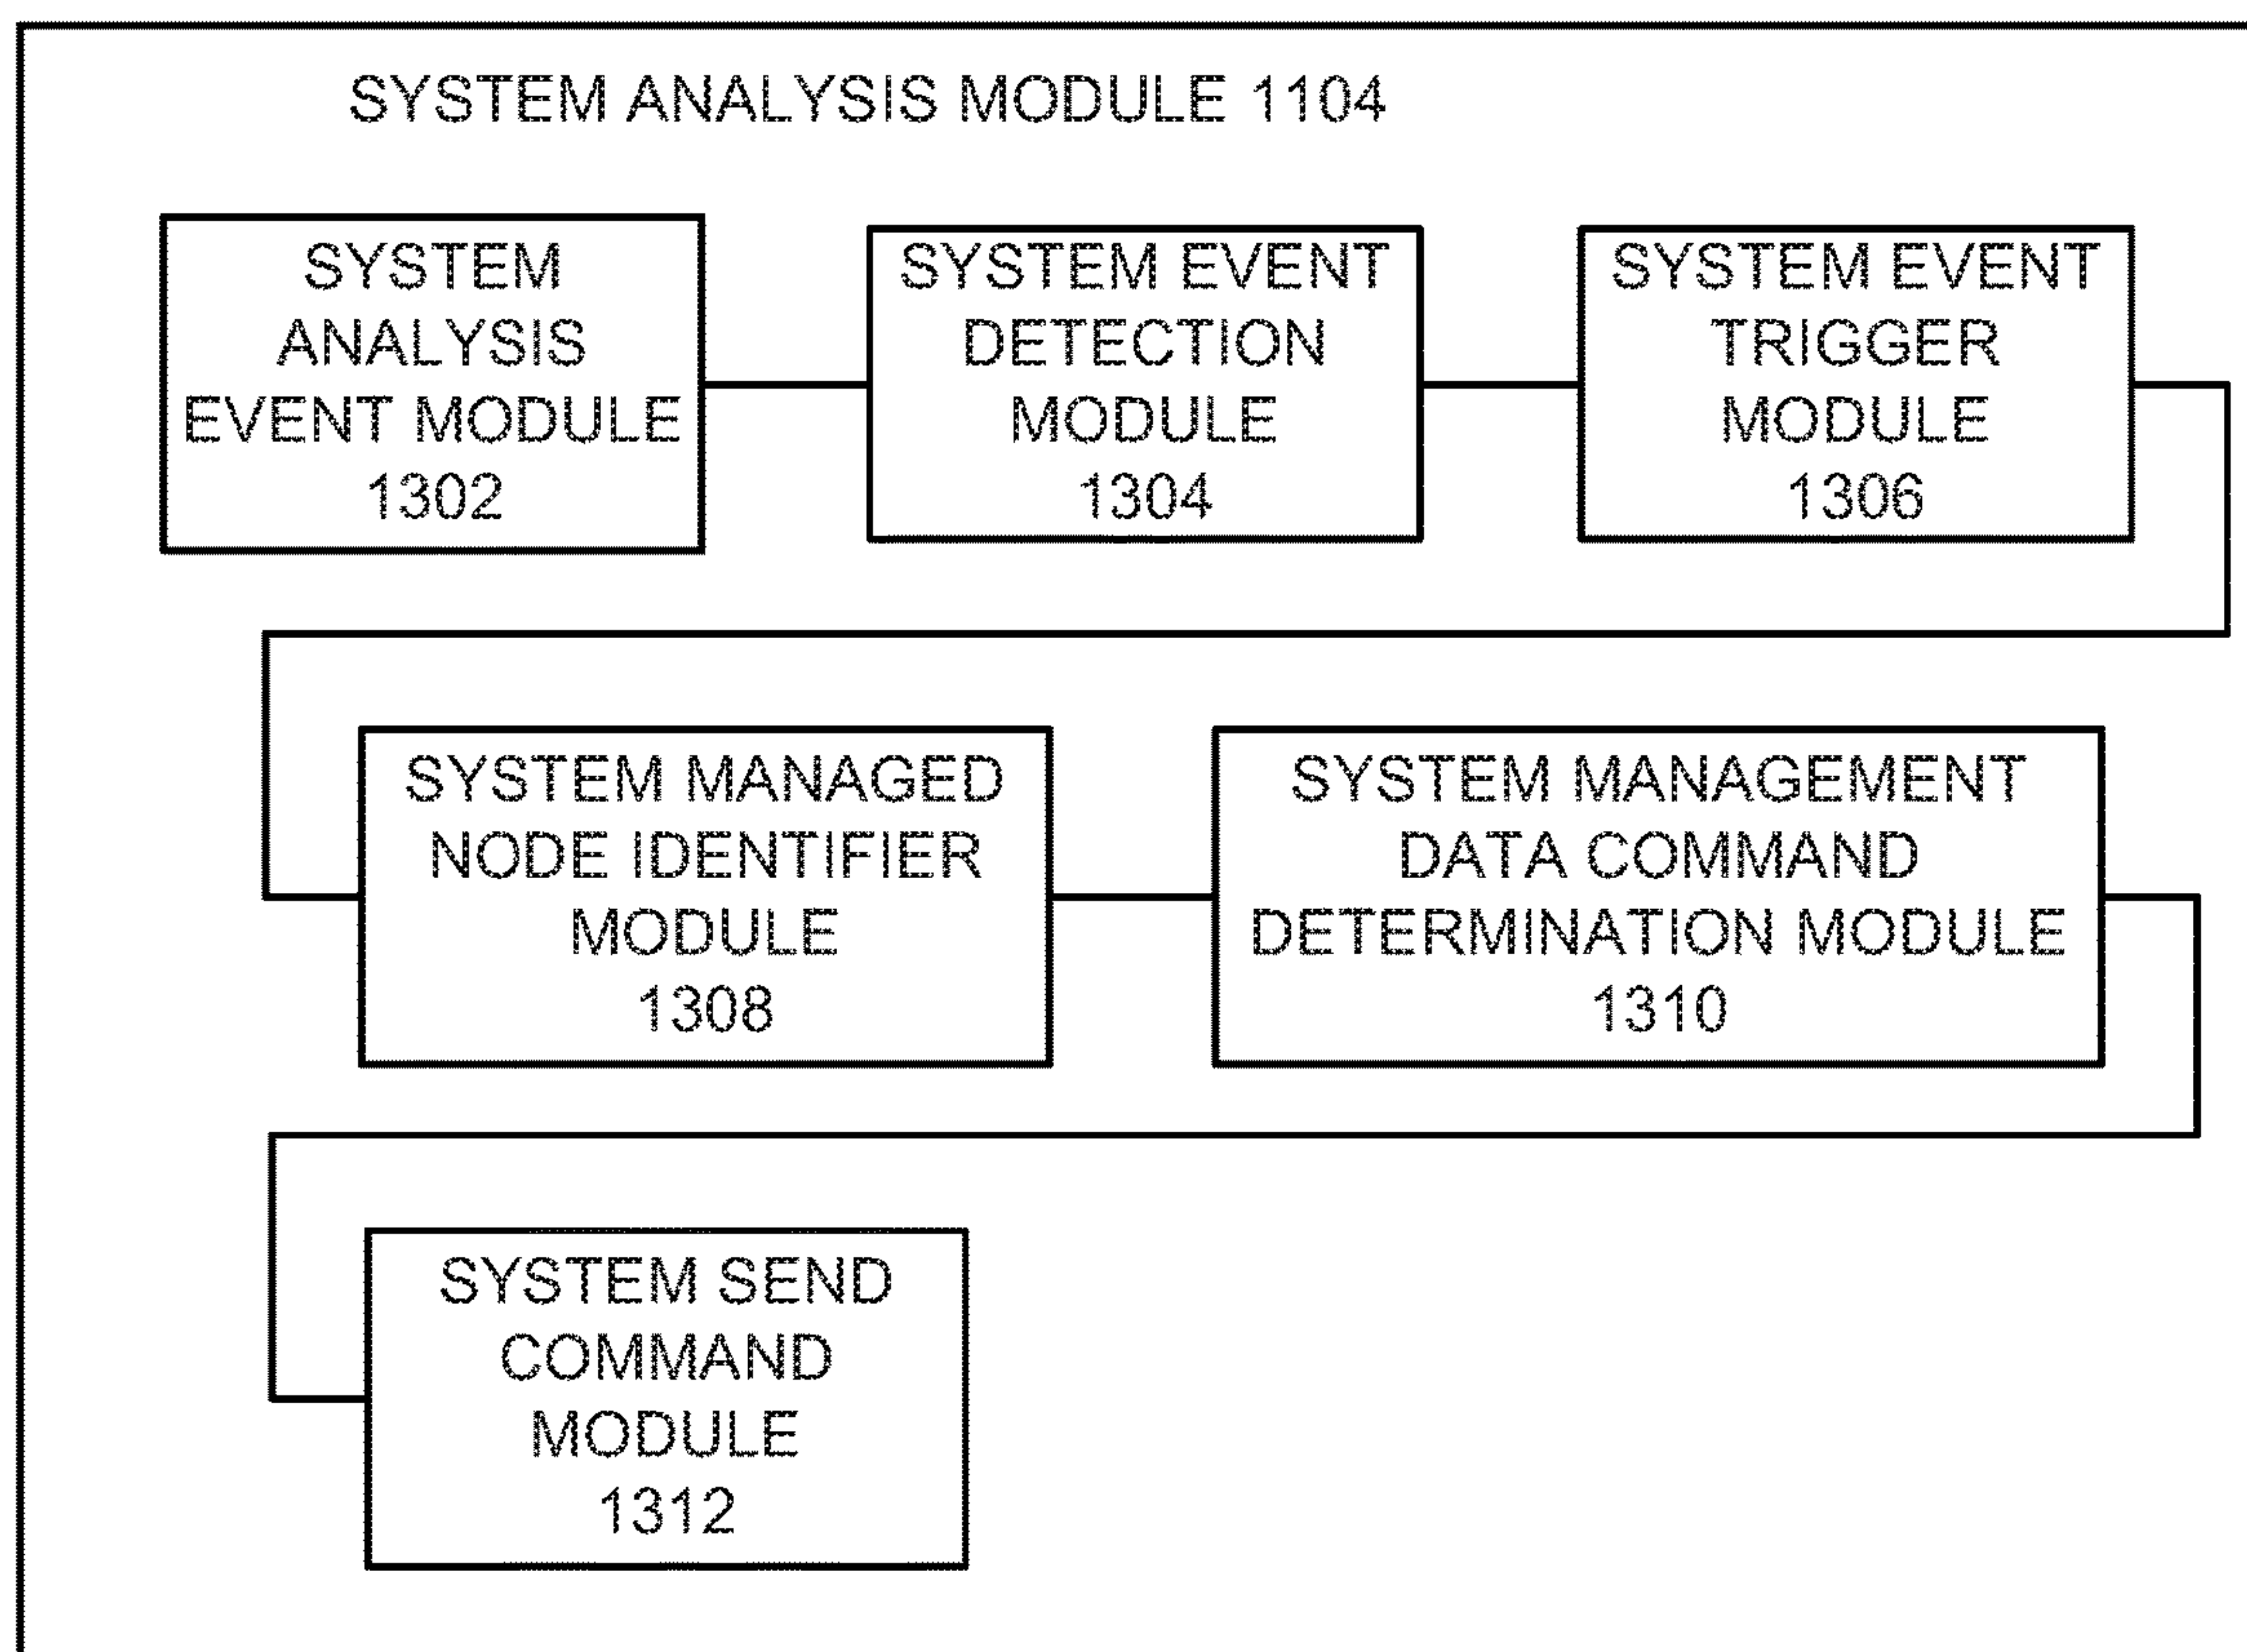 SYSTEM ANALYSIS MODULE 1104
SYSTEM
ANALYSIS
EVENT MODULE
1302
SYSTEM EVENT
DETECTION
MODULE
1304
SYSTEM EVENT
TRIGGER
MODULE
1306
SYSTEM MANAGED
NODE IDENTIFIER
MODULE
1308
SYSTEM MANAGEMENT
DATA COMMAND
DETERMINATION MODULE
1310
SYSTEM SEND
COMMAND
MODULE
1312